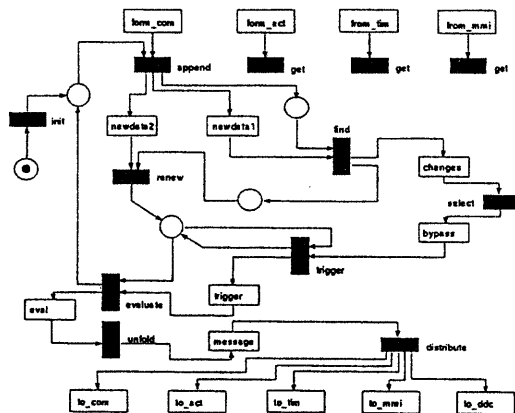 form_com
form_act
from_tim
from_mmi
append
get
get
get
init
newdata2
newdata1
find
changes
renew
select
bypass
trigger
trigger
evaluate
eval
unfold
message
distribute
to_com
to_act
to_tim
to_mmi
to_ddc